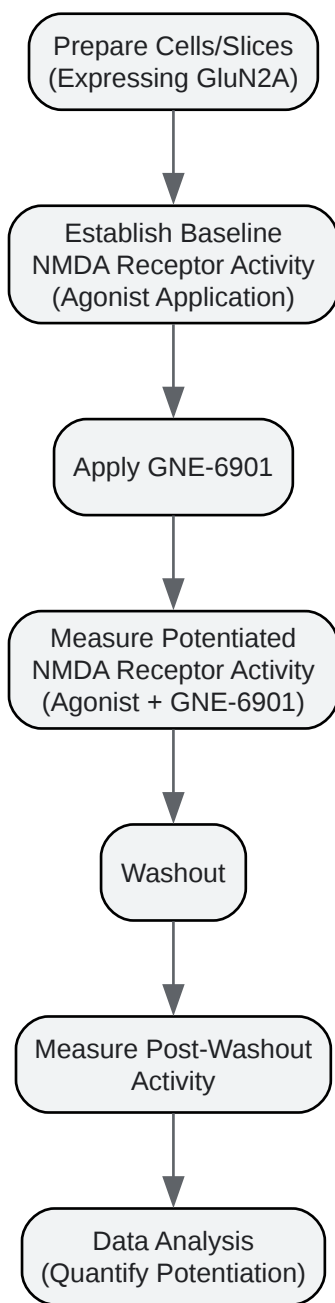 Prepare Cells/Slices
(Expressing GluN2A)
Establish Baseline
NMDA Receptor Activity
(Agonist Application)
Apply GNE-6901
Measure Potentiated
NMDA Receptor Activity
(Agonist + GNE-6901)
Washout
Measure Post-Washout
Activity
Data Analysis
(Quantify Potentiation)